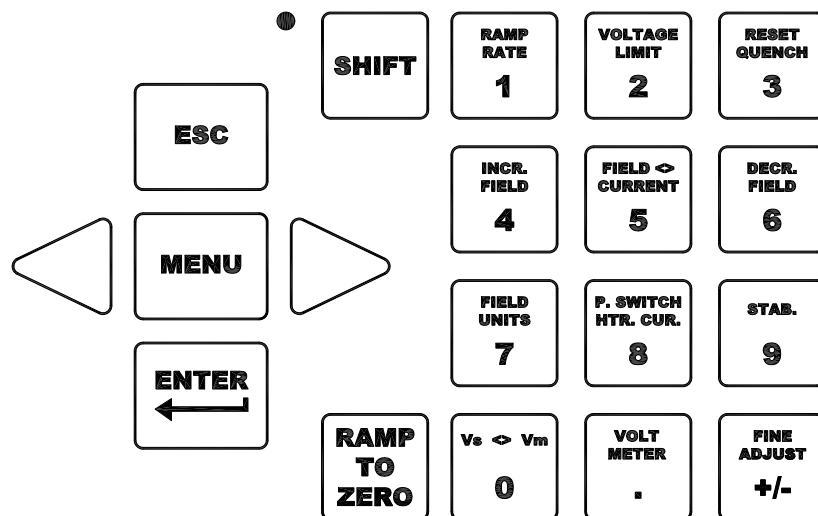 SHIFT
RAMP
RATE
1
VOLTAGE
LIMIT
2
RESET
QUENCH
3
ESC
INCR.
FIELD
4
FIELD <>
CURRENT
5
DECR.
FIELD
6
MENU
FIELD
UNITS
7
P. SWITCH
HTR. CUR.
8
STAB.
9
ENTER
RAMP
TO
ZERO
Vs <> Vm
0
VOLT
METER
.
FINE
ADJUST
+/-